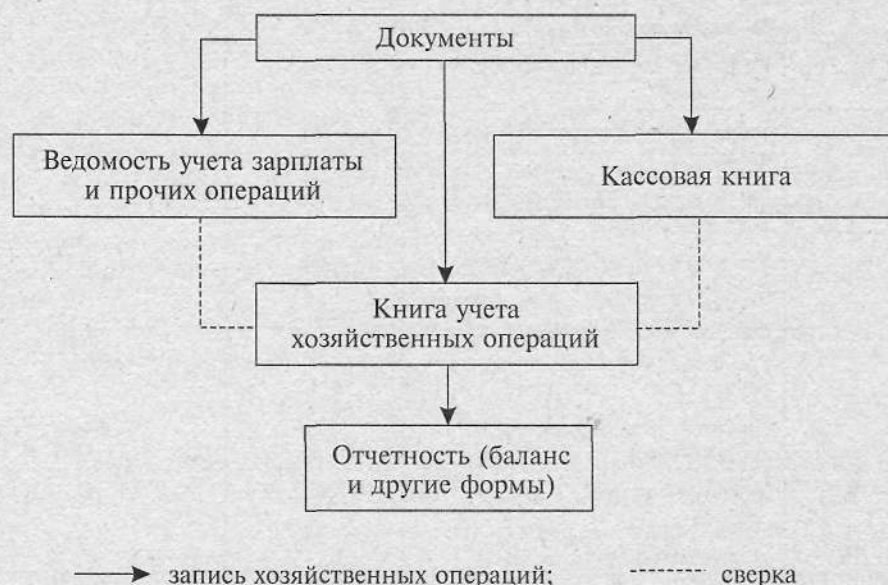 Документы
Ведомость учета зарплаты
и прочих операций
Кассовая книга
Книга учета
хозяйственных операций
Отчетность (баланс
и другие формы)
запись хозяйственных операций;
сверка